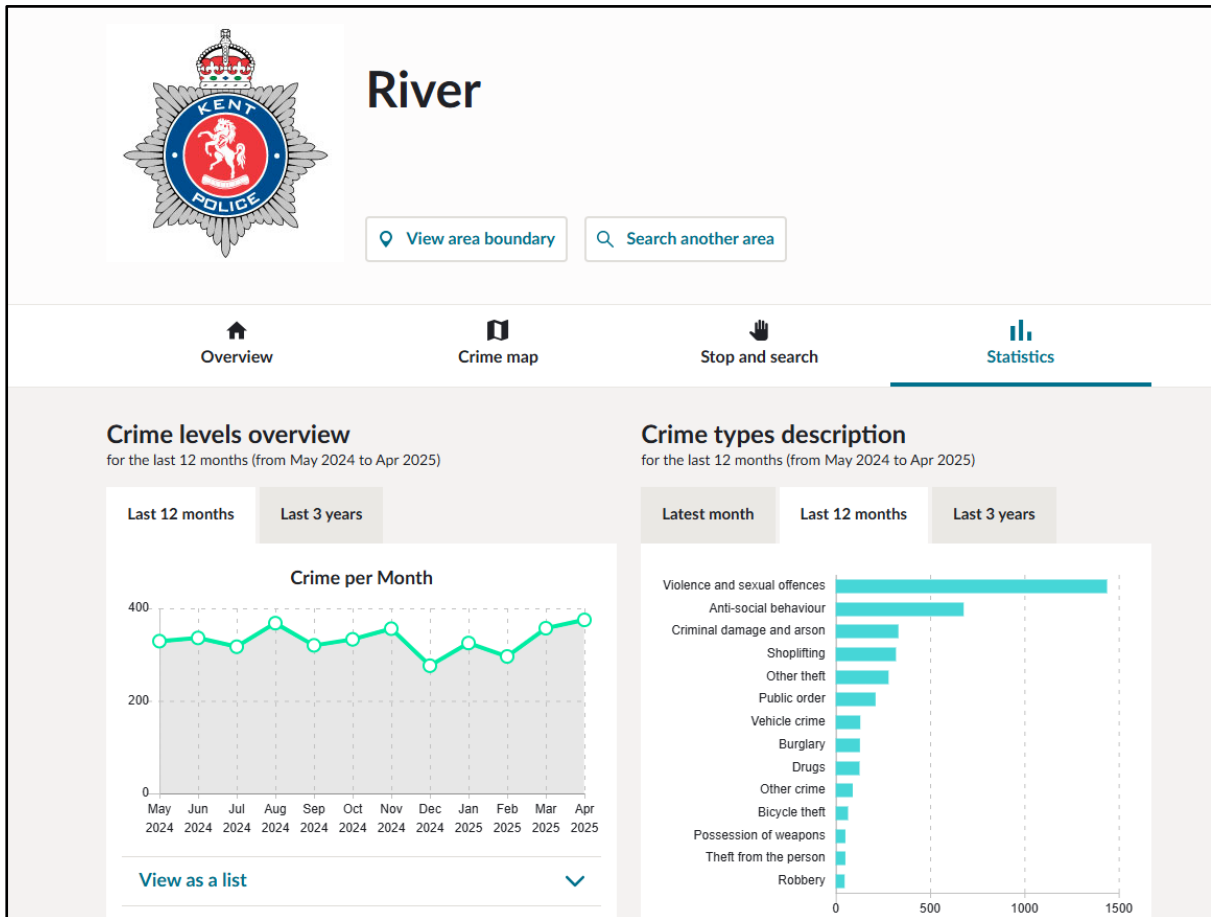 KENT
POLICE
River
View area boundary
Search another area
Overview
Crime map
Stop and search
Statistics
Crime levels overview
for the last 12 months (from May 2024 to Apr 2025)
Last 12 months
Last 3 years
Crime per Month
400
200
0
May 2024
Jun 2024
Jul 2024
Aug 2024
Sep 2024
Oct 2024
Nov 2024
Dec 2024
Jan 2025
Feb 2025
Mar 2025
Apr 2025
View as a list
Crime types description
for the last 12 months (from May 2024 to Apr 2025)
Latest month
Last 12 months
Last 3 years
Violence and sexual offences
Anti-social behaviour
Criminal damage and arson
Shoplifting
Other theft
Public order
Vehicle crime
Burglary
Drugs
Other crime
Bicycle theft
Possession of weapons
Theft from the person
Robbery
0
500
1000
1500